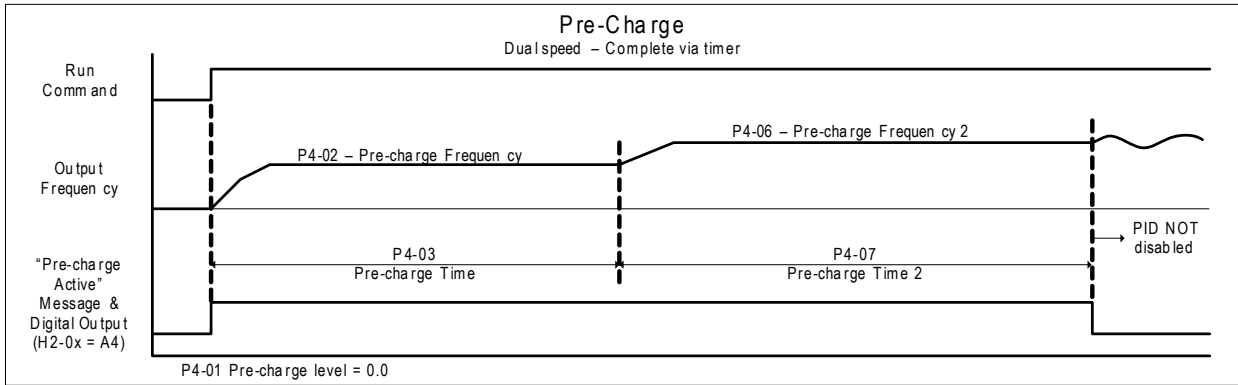 Pre-Charge
Dual speed – Complete via timer
Run
Command
P4-06 – Pre-charge Frequency 2
P4-02 – Pre-charge Frequency
Output
Frequency
PID NOT
disabled
P4-03
Pre-charge Time
P4-07
Pre-charge Time 2
"Pre-charge
Active"
Message &
Digital Output
(H2-0x = A4)
P4-01 Pre-charge level = 0.0